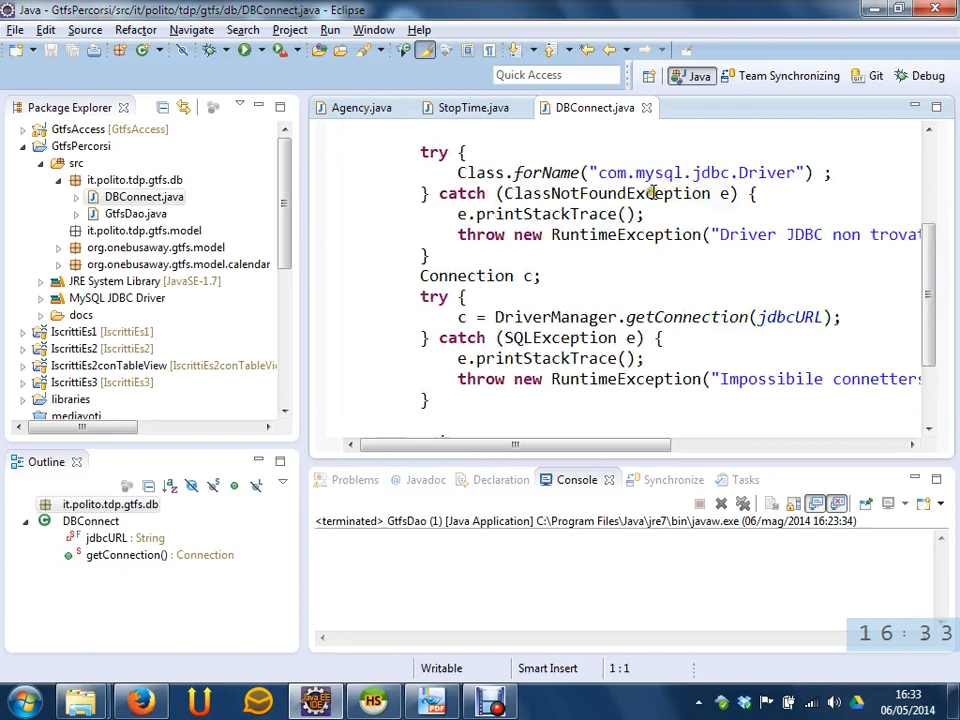 Java - GtfsPercorsi/src/it/polito/tdp/gtfs/db/DBConnect.java - Eclipse
File Edit Source Refactor Navigate Search Project Run Window Help
Quick Access
Java Team Synchronizing Git Debug
Package Explorer
GtfsAccess [GtfsAccess]
GtfsPercorsi
src
it.polito.tdp.gtfs.db
DBConnect.java
GtfsDao.java
it.polito.tdp.gtfs.model
org.onebusaway.gtfs.model
org.onebusaway.gtfs.model.calendar
JRE System Library [JavaSE-1.7]
MySQL JDBC Driver
docs
IscrittiEs1 [IscrittiEs1]
IscrittiEs2 [IscrittiEs2]
IscrittiEs2conTableView [IscrittiEs2conTableView
IscrittiEs3 [IscrittiEs3]
libraries
mediavoti
Outline
it.polito.tdp.gtfs.db
DBConnect
jdbcURL : String
getConnection() : Connection
Agency.java StopTime.java DBConnect.java
try {
Class.forName("com.mysql.jdbc.Driver") ;
} catch (ClassNotFoundException e) {
e.printStackTrace();
throw new RuntimeException("Driver JDBC non trovat
}
Connection c;
try {
c = DriverManager.getConnection(jdbcURL);
} catch (SQLException e) {
e.printStackTrace();
throw new RuntimeException("Impossibile connetters
}
Problems Javadoc Declaration Console Synchronize Tasks
<terminated> GtfsDao (1) [Java Application] C:\Program Files\Java\jre7\bin\javaw.exe (06/mag/2014 16:23:34)
16:33
Writable Smart Insert 1 : 1
16:33
06/05/2014